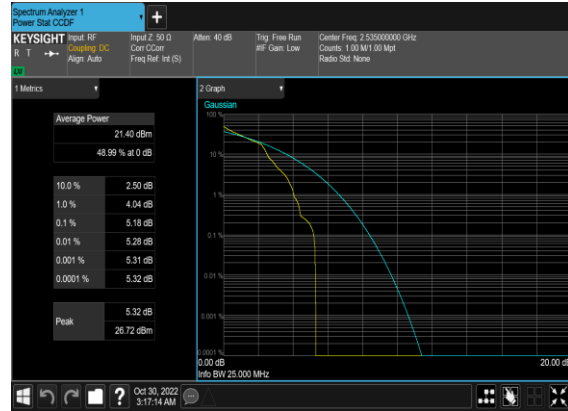 Spectrum Analyzer 1
Power Stat CCDF
KEYSIGHT
R T
LU
Input: RF
Coupling: DC
Align: Auto
Input Z: 50 Ω
Corr CCorr
Freq Ref: Int (S)
Atten: 40 dB
Trig: Free Run
#IF Gain: Low
Center Freq: 2.535000000 GHz
Counts: 1.00 M/1.00 Mpt
Radio Std: None
1 Metrics
Average Power
21.40 dBm
48.99 % at 0 dB
10.0 % 2.50 dB
1.0 % 4.04 dB
0.1 % 5.18 dB
0.01 % 5.28 dB
0.001 % 5.31 dB
0.0001 % 5.32 dB
Peak 5.32 dB
26.72 dBm
2 Graph
Gaussian
100 %
10 %
1 %
0.1 %
0.01 %
0.001 %
0.0001 %
0.00 dB
20.00 d
Info BW 25.000 MHz
?
Oct 30, 2022
3:17:14 AM